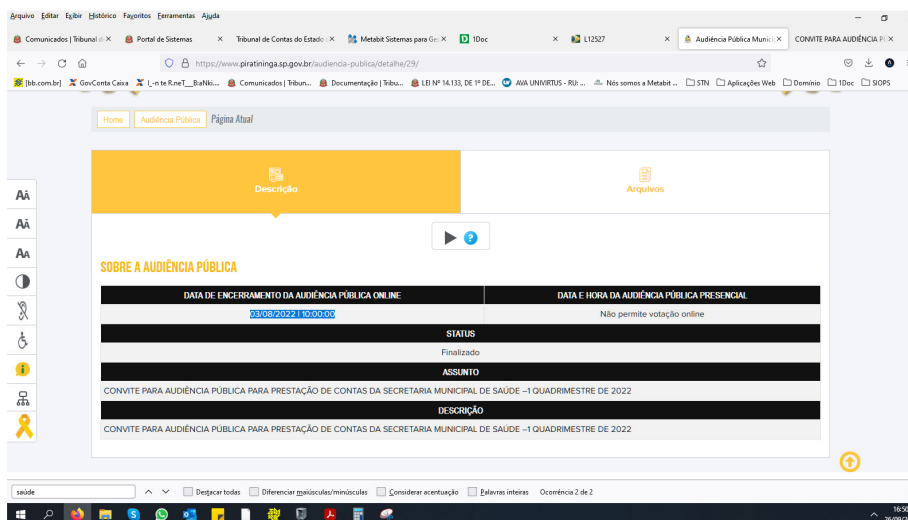 Arquivo Editar Exibir Histórico Favoritos Ferramentas Ajuda
Comunicados | Tribunal d
Portal de Sistemas
Tribunal de Contas do Estado
Metabit Sistemas para Ge
1Doc
L12527
Audiência Pública Munici
CONVITE PARA AUDIÊNCIA P
https://www.piratininga.sp.gov.br/audiencia-publica/detalhe/29/
[bb.com.br]
GovConta Caixa
I_-n te R.neT__BaNki...
Comunicados | Tribun...
Documentação | Tribu...
LEI Nº 14.133, DE 1º DE...
AVA UNIVIRTUS - RU: ...
Nós somos a Metabit ...
STN
Aplicações Web
Domínio
1Doc
SIOPS
Home
Audiência Pública
Página Atual
Descrição
Arquivos
SOBRE A AUDIÊNCIA PÚBLICA
DATA DE ENCERRAMENTO DA AUDIÊNCIA PÚBLICA ONLINE
DATA E HORA DA AUDIÊNCIA PÚBLICA PRESENCIAL
03/08/2022 | 10:00:00
Não permite votação online
STATUS
Finalizado
ASSUNTO
CONVITE PARA AUDIÊNCIA PÚBLICA PARA PRESTAÇÃO DE CONTAS DA SECRETARIA MUNICIPAL DE SAÚDE –1 QUADRIMESTRE DE 2022
DESCRIÇÃO
CONVITE PARA AUDIÊNCIA PÚBLICA PARA PRESTAÇÃO DE CONTAS DA SECRETARIA MUNICIPAL DE SAÚDE –1 QUADRIMESTRE DE 2022
saúde
Destacar todas
Diferenciar maiúsculas/minúsculas
Considerar acentuação
Palavras inteiras
Ocorrência 2 de 2
16:50